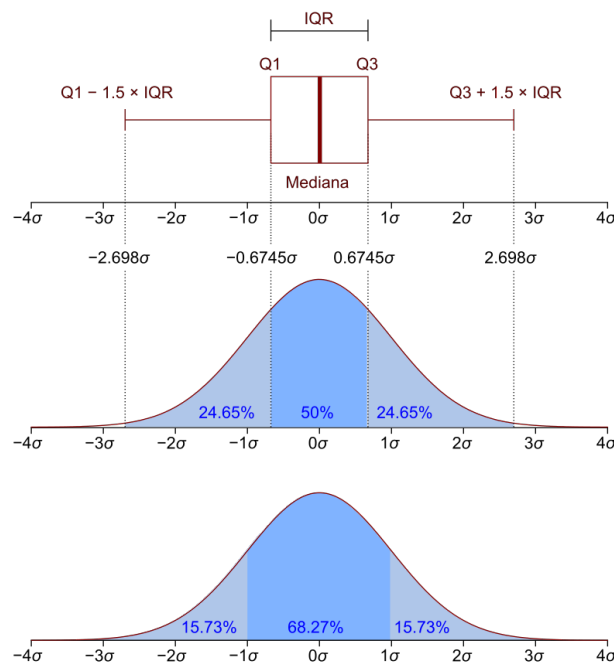 IQR
Q1 Q3
Q1 − 1.5 × IQR Q3 + 1.5 × IQR
Mediana
−4σ −3σ −2σ −1σ 0σ 1σ 2σ 3σ 4σ
−2.698σ −0.6745σ 0.6745σ 2.698σ
24.65% 50% 24.65%
−4σ −3σ −2σ −1σ 0σ 1σ 2σ 3σ 4σ
15.73% 68.27% 15.73%
−4σ −3σ −2σ −1σ 0σ 1σ 2σ 3σ 4σ